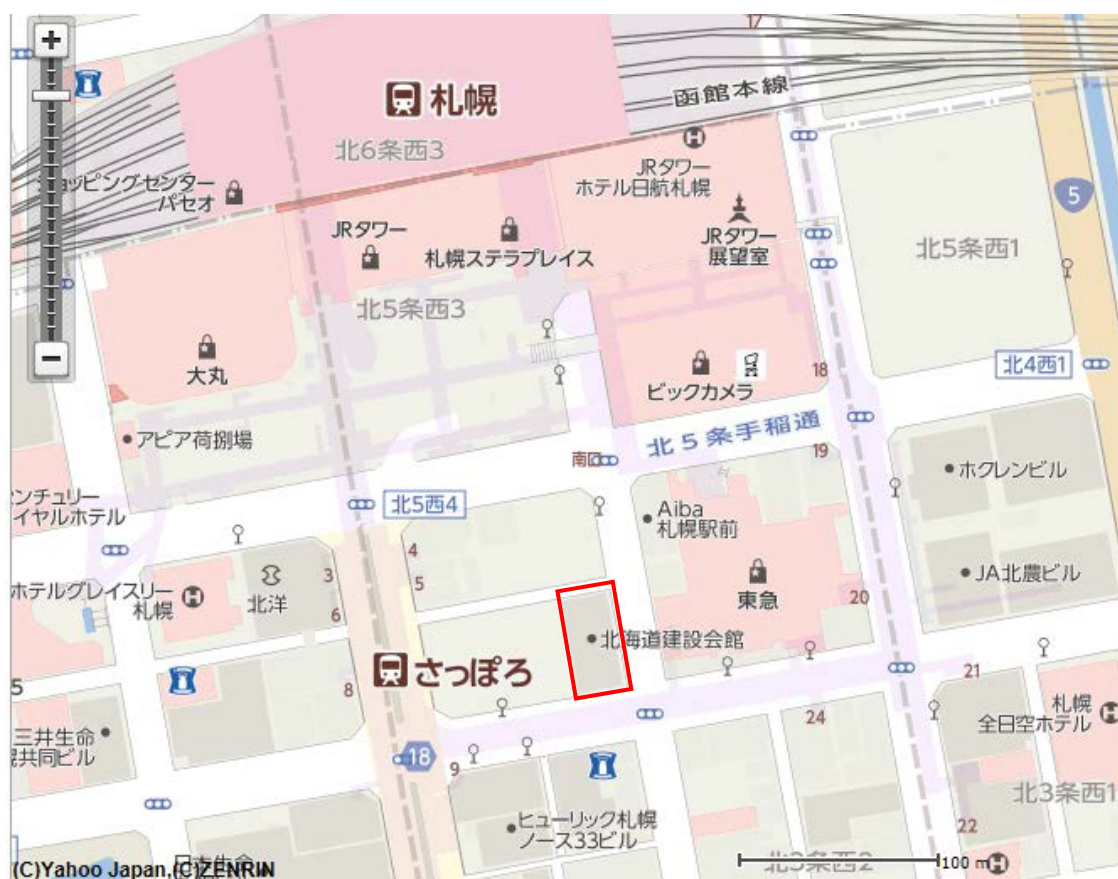 17
函館本線
札幌
北6条西3
JRタワー
ホテル日航札幌
ョッピングセンター
パセオ
5
JRタワー
札幌ステラプレイス
JRタワー
展望室
北5条西1
北5条西3
大丸
ビックカメラ
18
北4西1
アピア荷捌場
北5条手稲通
南口
19
ホクレンビル
ンチュリー
イヤルホテル
北5西4
Aiba
札幌駅前
4
3
5
ホテルグレイスリー
札幌
北洋
6
東急
20
JA北農ビル
北海道建設会館
さっぽろ
5
8
21
札幌
全日空ホテル
24
三井生命
共同ビル
18
9
北3条西1
ヒューリック札幌
ノース33ビル
22
北3条西2
100 m
日本生命
(C)Yahoo Japan,(C)ZENRIN